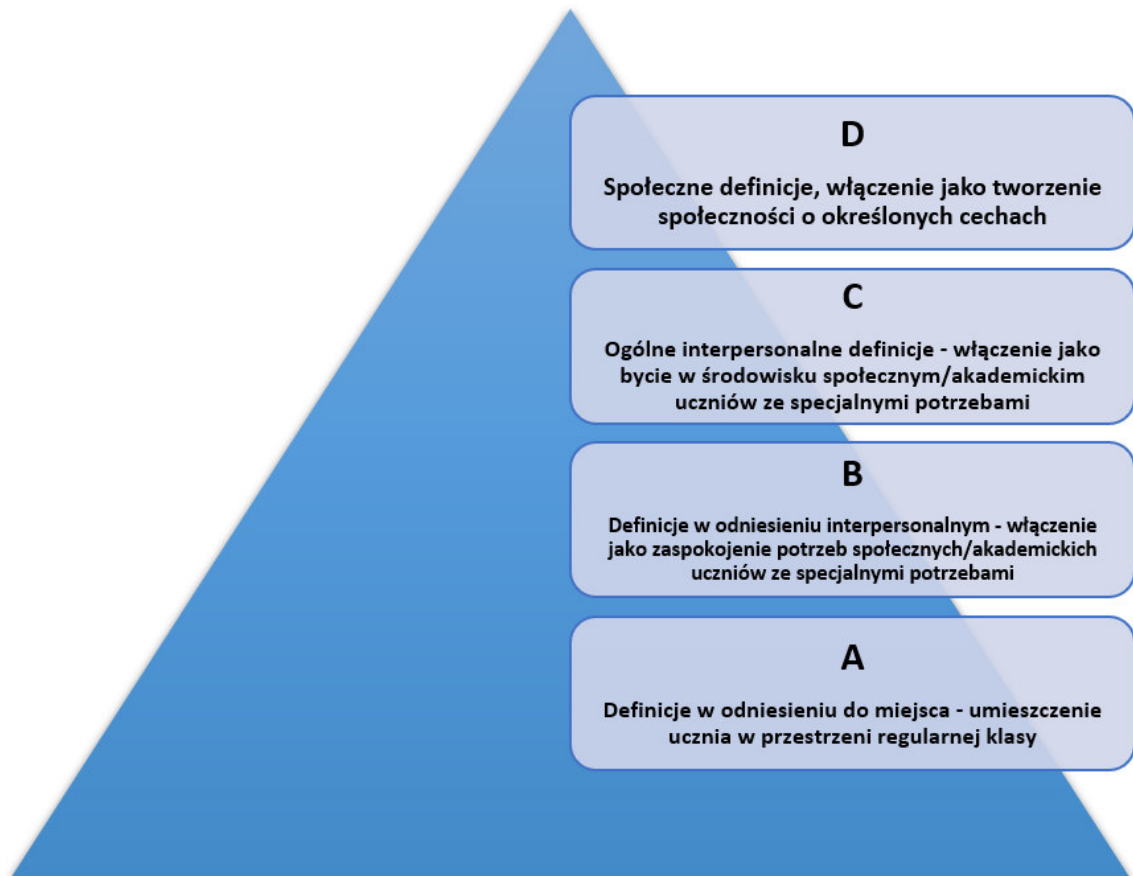 D
Społeczne definicje, włączenie jako tworzenie
społeczności o określonych cechach
C
Ogólne interpersonalne definicje - włączenie jako
bycie w środowisku społecznym/akademickim
uczniów ze specjalnymi potrzebami
B
Definicje w odniesieniu interpersonalnym - włączenie
jako zaspokojenie potrzeb społecznych/akademickich
uczniów ze specjalnymi potrzebami
A
Definicje w odniesieniu do miejsca - umieszczenie
ucznia w przestrzeni regularnej klasy